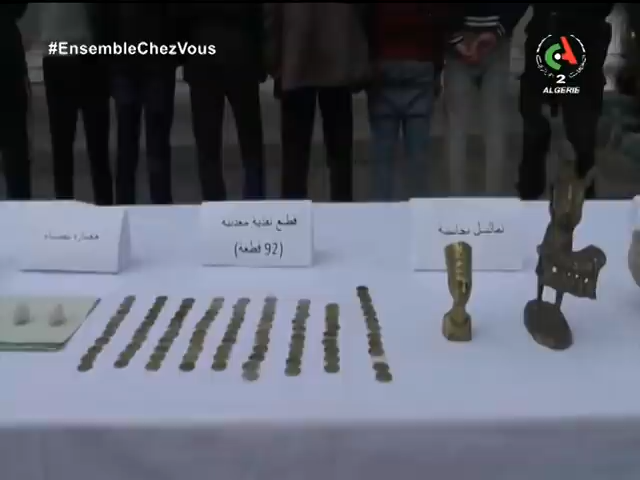 #EnsembleChezVous
2
ALGERIE
قطع نقدية معدنية
(92 قطعة)
تماثيل نحاسية